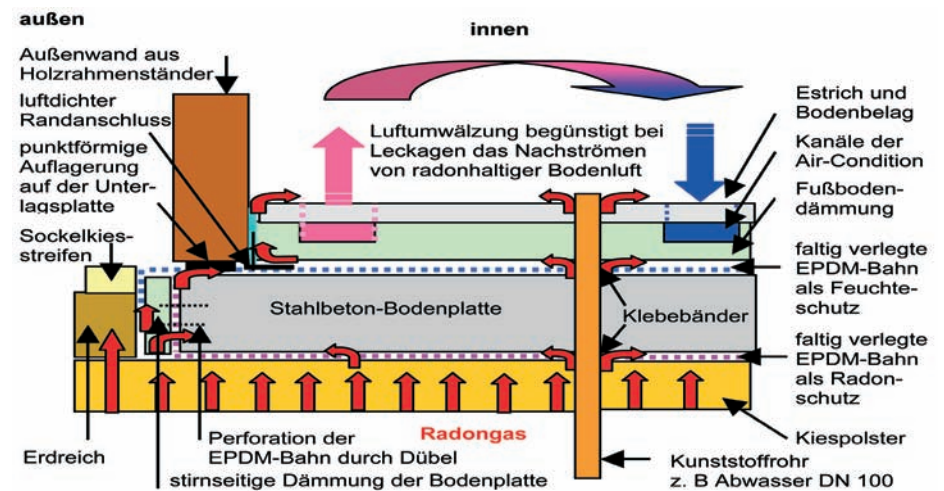 außen
innen
Außenwand aus
Holzrahmenständer
luftdichter
Randanschluss
punktförmige
Auflagerung
auf der Unter-
lagsplatte
Sockelkies-
streifen
Luftumwälzung begünstigt bei
Leckagen das Nachströmen
von radonhaltiger Bodenluft
Estrich und
Bodenbelag
Kanäle der
Air-Condition
Fußboden-
dämmung
faltig verlegte
EPDM-Bahn
als Feuchte-
schutz
Stahlbeton-Bodenplatte
Klebebänder
faltig verlegte
EPDM-Bahn
als Radon-
schutz
Erdreich
Perforation der
EPDM-Bahn durch Dübel
stirnseitige Dämmung der Bodenplatte
Radongas
Kiespolster
Kunststoffrohr
z. B Abwasser DN 100